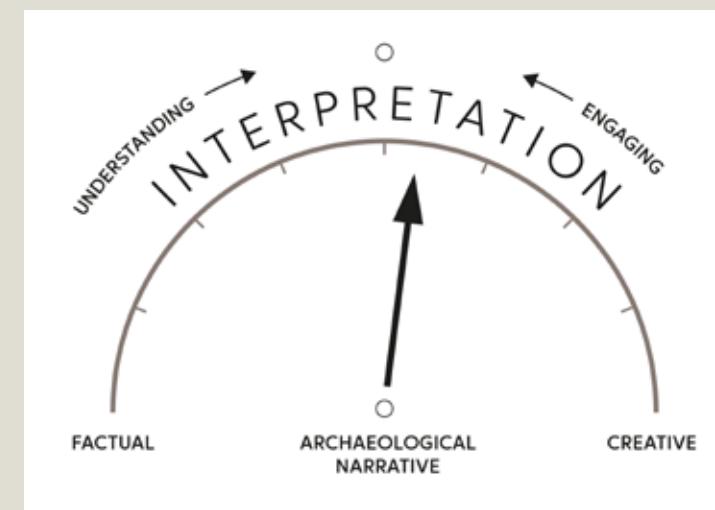 UNDERSTANDING
INTERPRETATION
ENGAGING
FACTUAL
ARCHAEOLOGICAL
NARRATIVE
CREATIVE